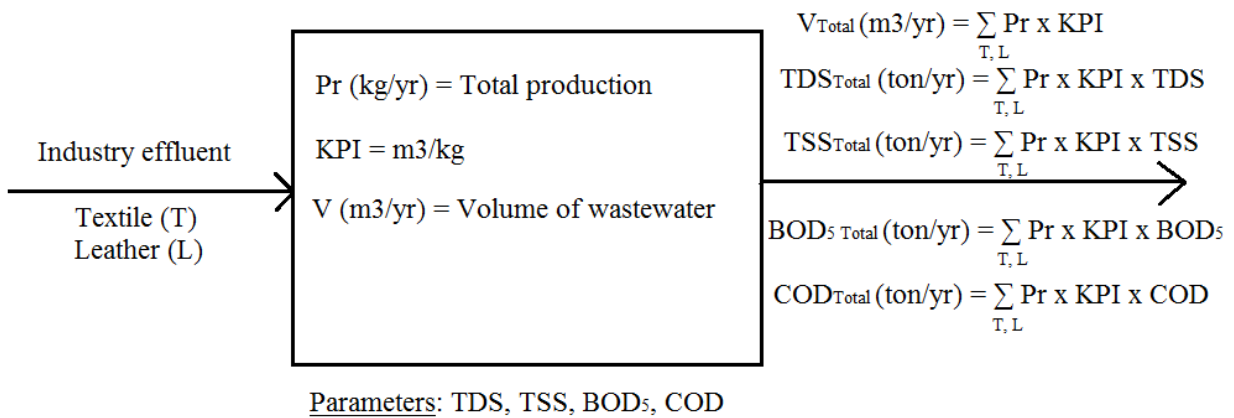 Industry effluent
Textile (T)
Leather (L)
Pr (kg/yr) = Total production
KPI = m3/kg
V (m3/yr) = Volume of wastewater
Parameters: TDS, TSS, BOD₅, COD
VTotal (m3/yr) = ∑ Pr x KPI
T, L
TDSTotal (ton/yr) = ∑ Pr x KPI x TDS
T, L
TSSTotal (ton/yr) = ∑ Pr x KPI x TSS
T, L
BOD₅ Total (ton/yr) = ∑ Pr x KPI x BOD₅
T, L
CODTotal (ton/yr) = ∑ Pr x KPI x COD
T, L